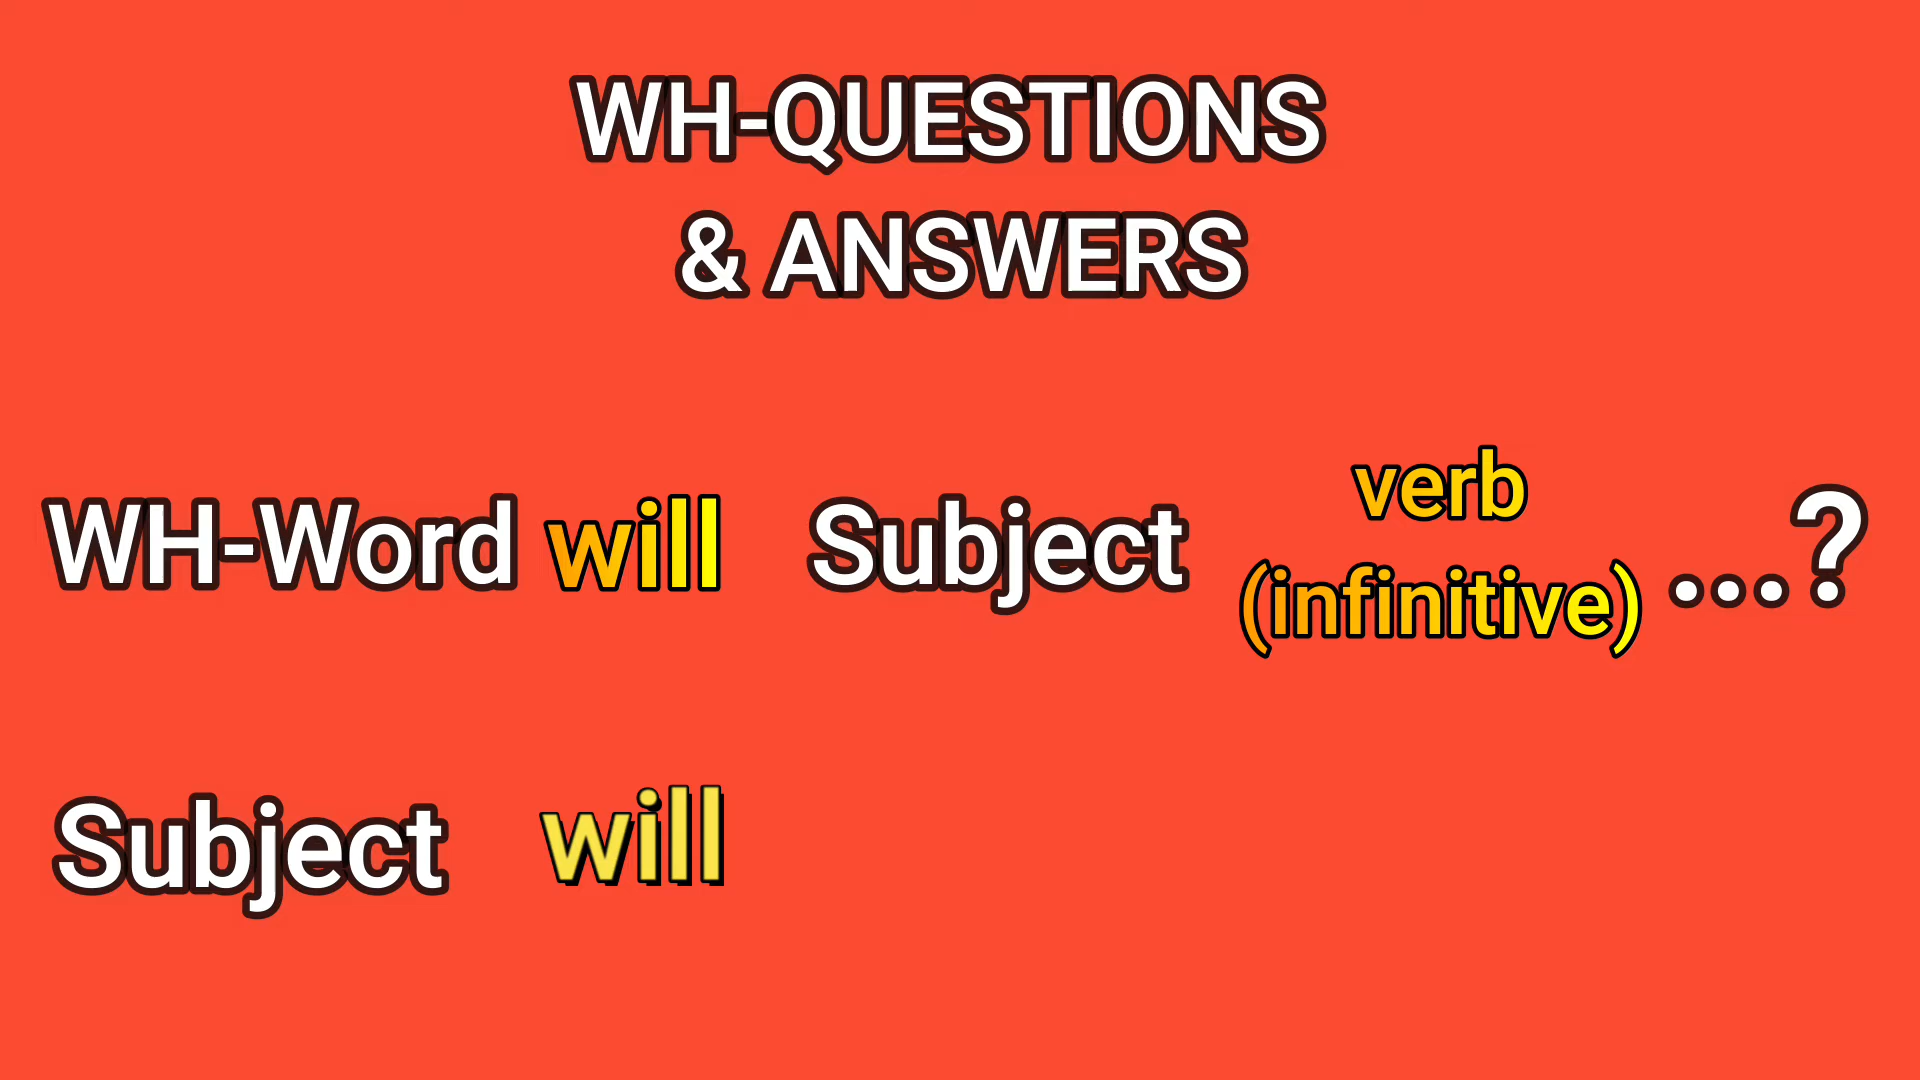 WH-QUESTIONS
& ANSWERS
WH-Word will Subject verb (infinitive) ...?
Subject will